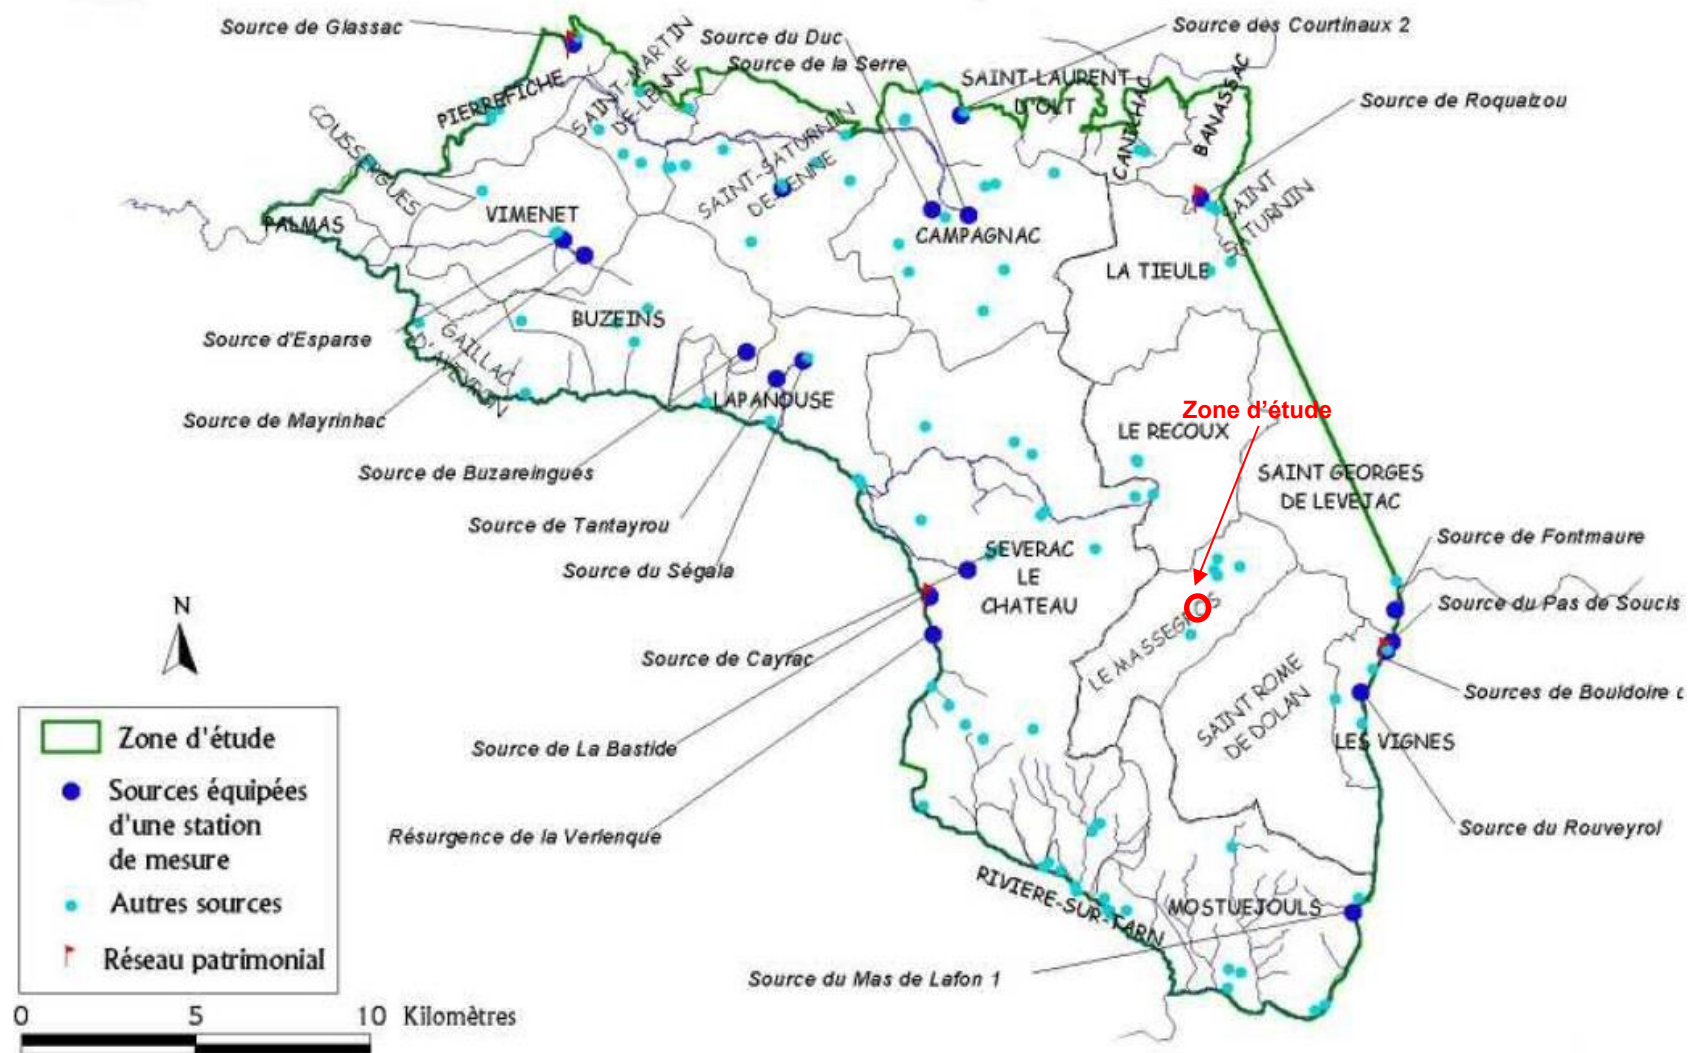 Source de Glassac
Source des Courtinaux 2
Source du Duc
Source de la Serre
SAINT-MARTIN
DE-LENNE
SAINT-LAURENT
D'OLT
BANASSAC
CANILHAC
PIERREFICHE
Source de Roquaizou
COUSSERGUES
SAINT-SATURNIN
DE-LENNE
SAINT
SATURNIN
VIMENET
PALMAS
CAMPAGNAC
LA TIEULE
BUZEINS
Source d'Esparse
GAILLAC
D'AVEYRON
LAPANOUSE
Zone d'étude
Source de Mayrinhac
LE RECOUX
Source de Buzareingues
SAINT GEORGES
DE LEVEJAC
Source de Tantayrou
Source de Fontmaure
SEVERAC
LE
CHATEAU
Source du Ségala
N
Source du Pas de Soucis
LE MASSEGROS
Source de Cayrac
SAINT ROME
DE DOLAN
Sources de Bouldoire
Zone d'étude
Source de La Bastide
LES VIGNES
Sources équipées
d'une station
de mesure
Source du Rouveyrol
Résurgence de la Verlenque
Autres sources
RIVIERE-SUR-TARN
MOSTUEJOULS
Réseau patrimonial
Source du Mas de Lafon 1
0 5 10 Kilomètres